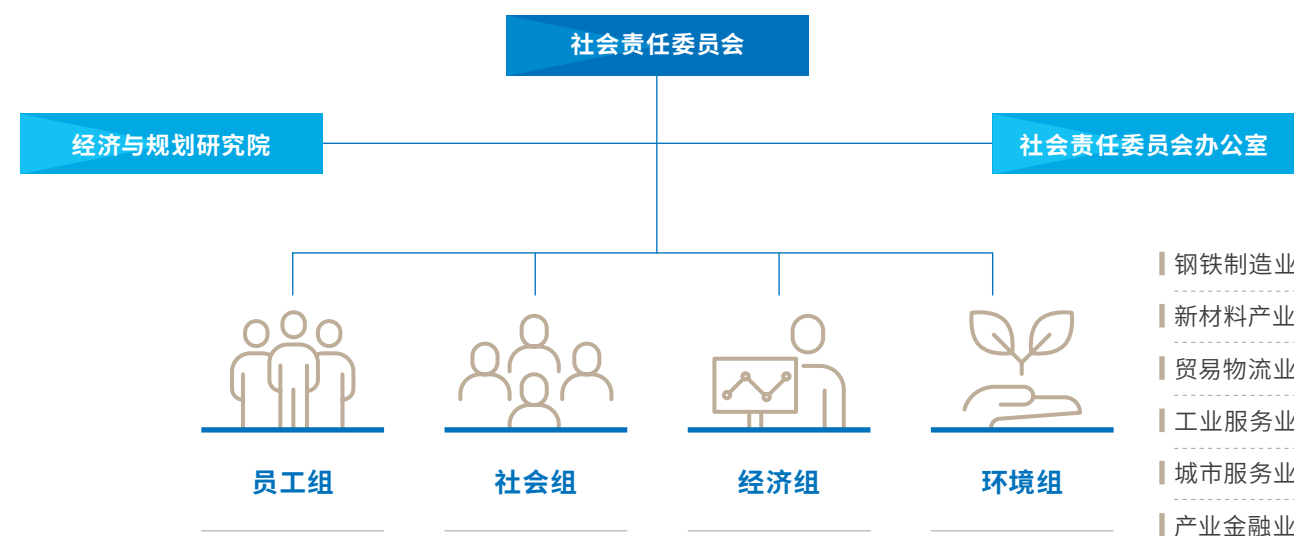 社会责任委员会
经济与规划研究院
社会责任委员会办公室
员工组
社会组
经济组
环境组
钢铁制造业
新材料产业
贸易物流业
工业服务业
城市服务业
产业金融业